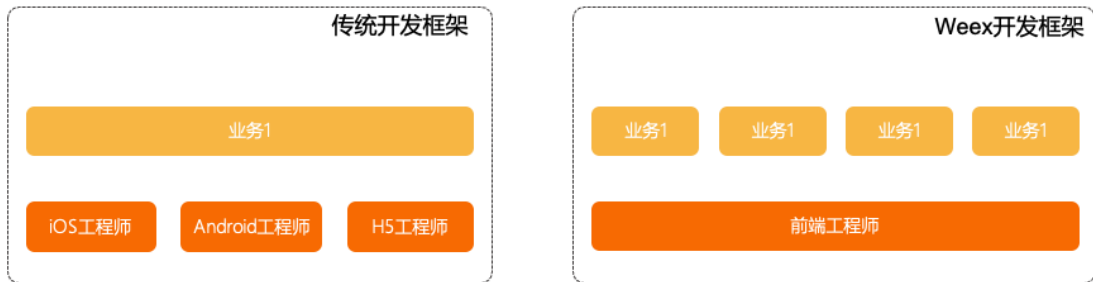 传统开发框架
业务1
iOS工程师 Android工程师 H5工程师
Weex开发框架
业务1 业务1 业务1 业务1
前端工程师